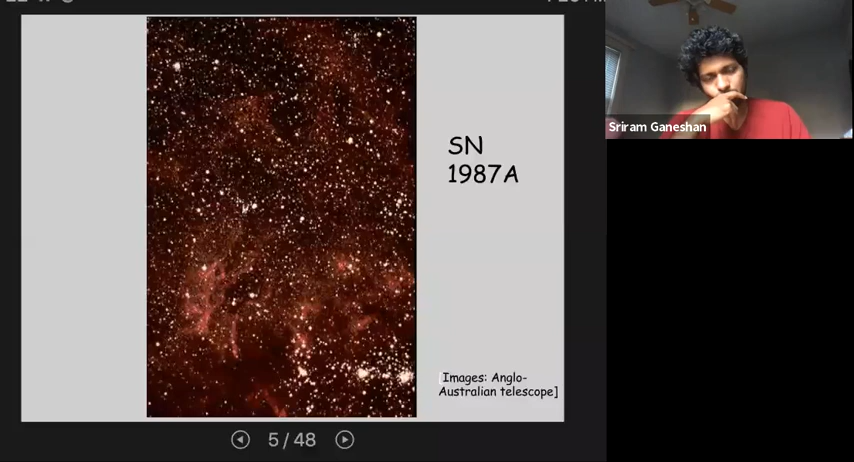 SN
1987A
[Images: Anglo-
Australian telescope]
5 / 48
Sriram Ganeshan